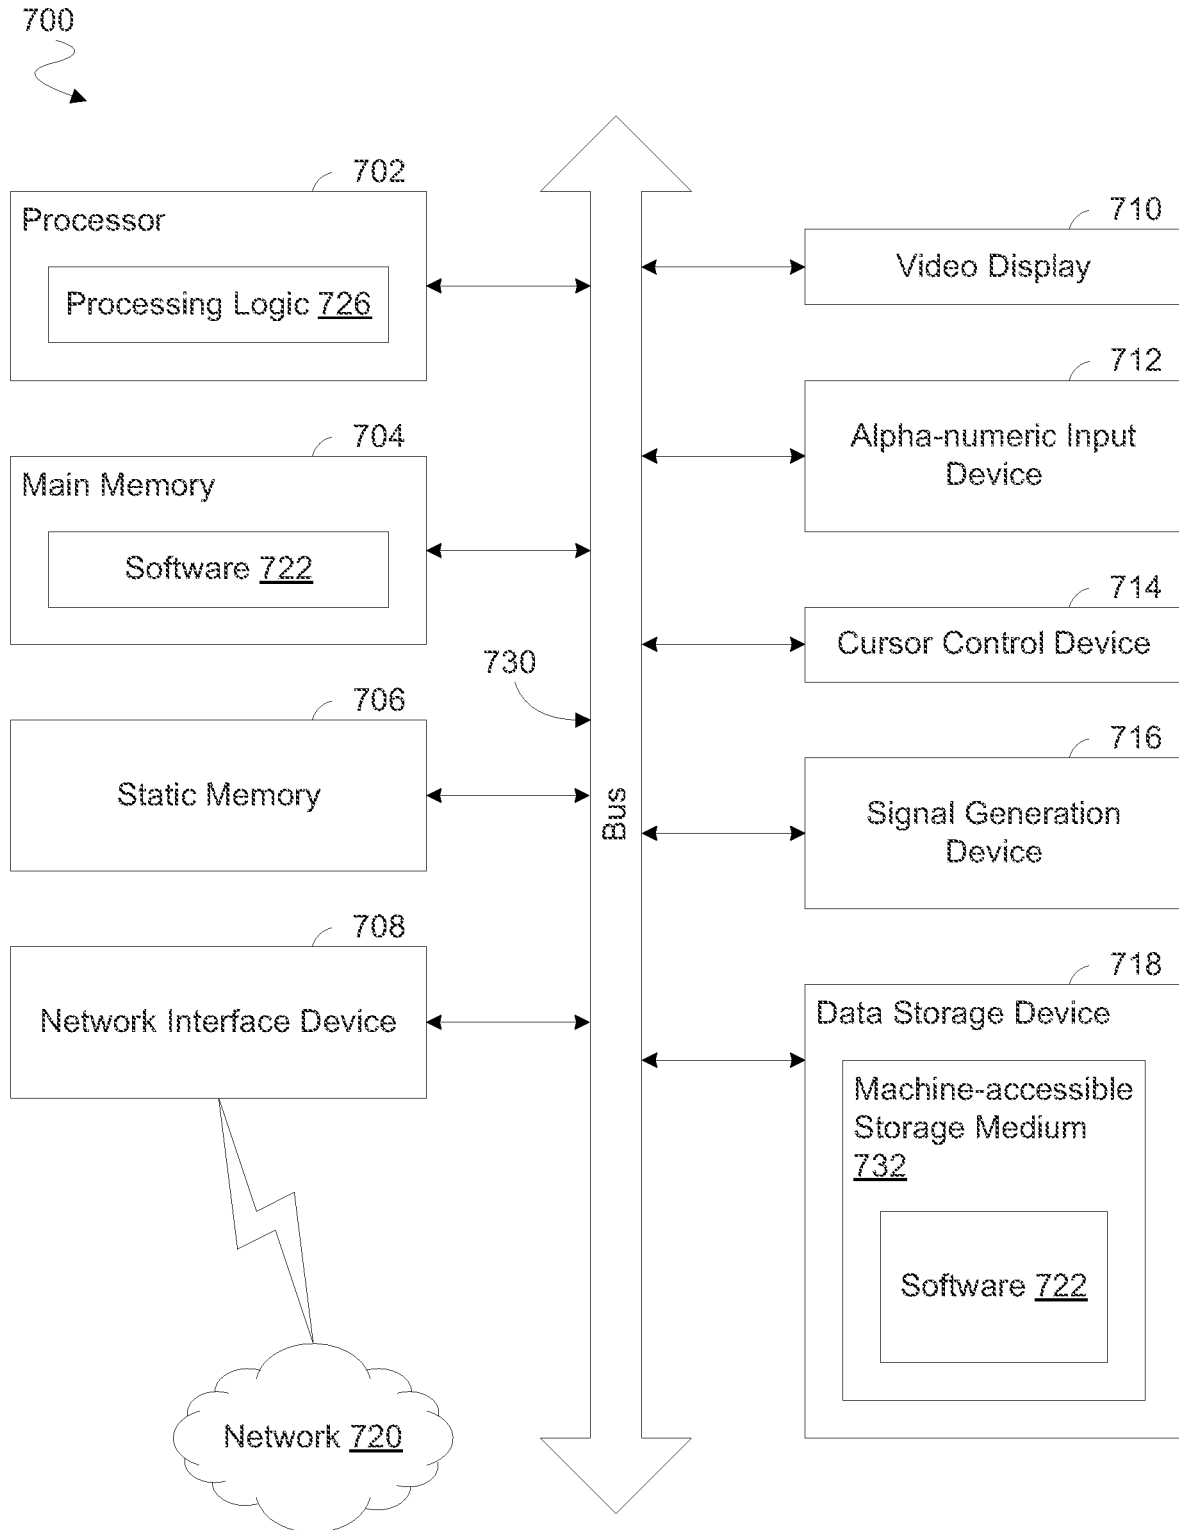 700
702
Processor
Processing Logic 726
704
Main Memory
Software 722
706
Static Memory
708
Network Interface Device
Network 720
730
Bus
710
Video Display
712
Alpha-numeric Input
Device
714
Cursor Control Device
716
Signal Generation
Device
718
Data Storage Device
Machine-accessible
Storage Medium
732
Software 722